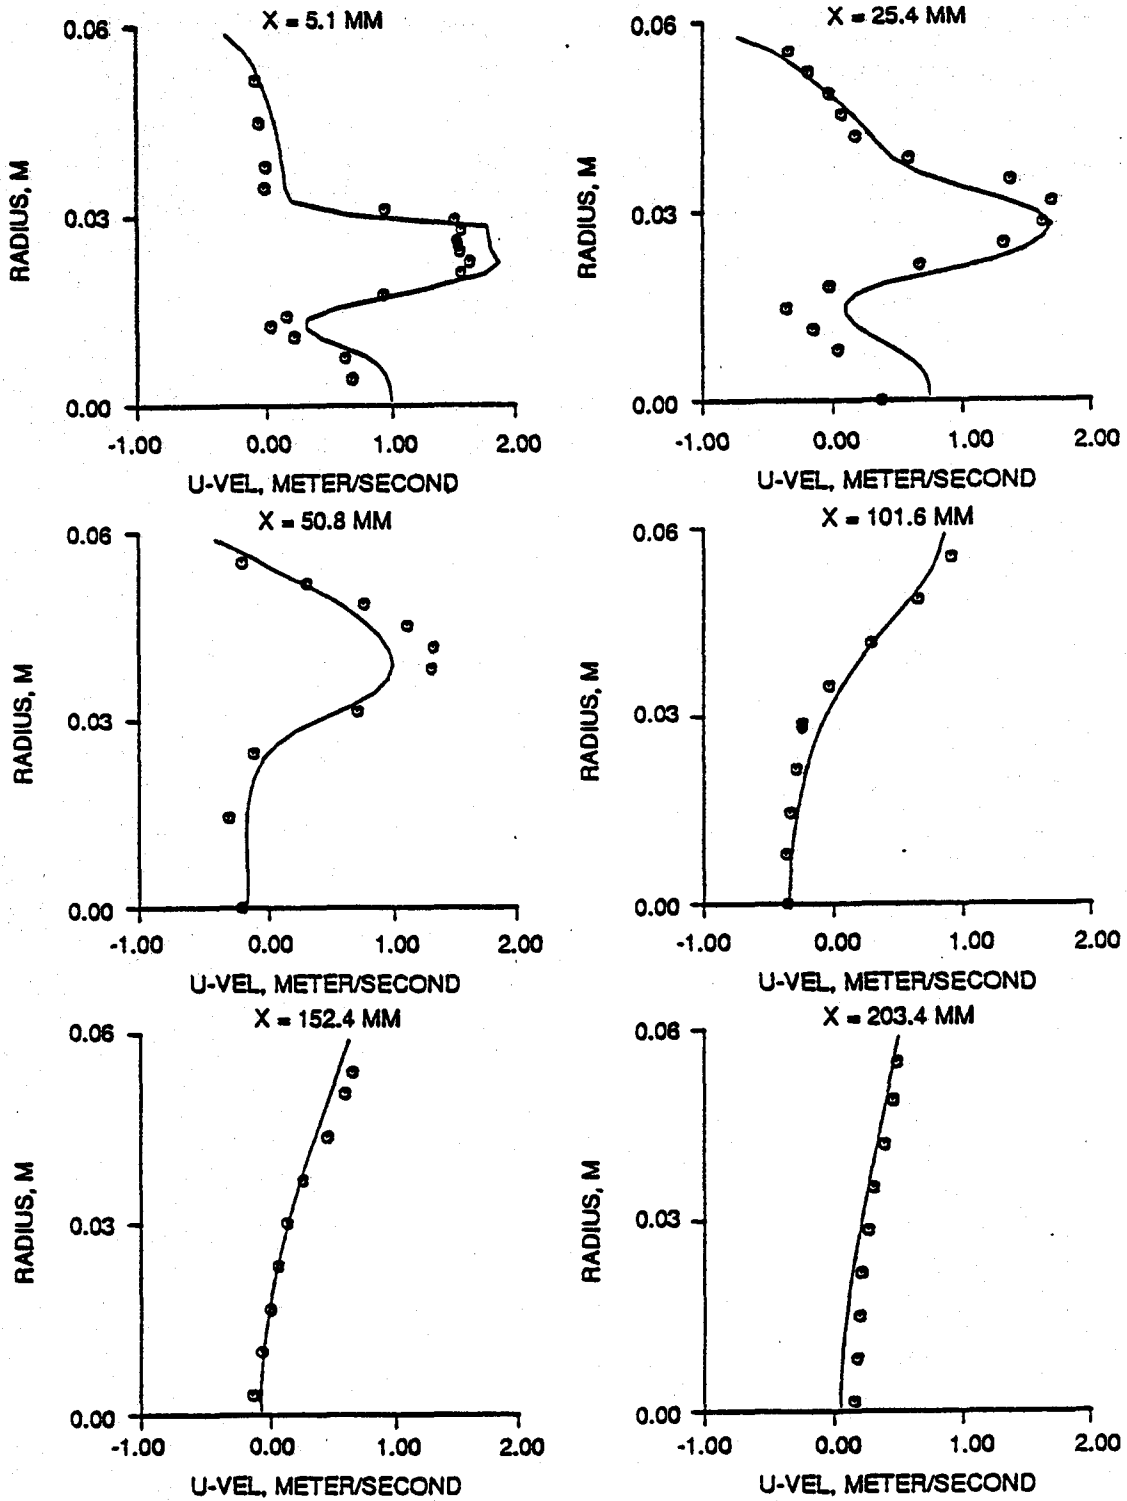 X = 5.1 MM
0.06
0.03
0.00
RADIUS, M
-1.00 0.00 1.00 2.00
U-VEL, METER/SECOND
X = 25.4 MM
0.06
0.03
0.00
RADIUS, M
-1.00 0.00 1.00 2.00
U-VEL, METER/SECOND
X = 50.8 MM
0.06
0.03
0.00
RADIUS, M
-1.00 0.00 1.00 2.00
U-VEL, METER/SECOND
X = 101.6 MM
0.06
0.03
0.00
RADIUS, M
-1.00 0.00 1.00 2.00
U-VEL, METER/SECOND
X = 152.4 MM
0.06
0.03
0.00
RADIUS, M
-1.00 0.00 1.00 2.00
U-VEL, METER/SECOND
X = 203.4 MM
0.06
0.03
0.00
RADIUS, M
-1.00 0.00 1.00 2.00
U-VEL, METER/SECOND